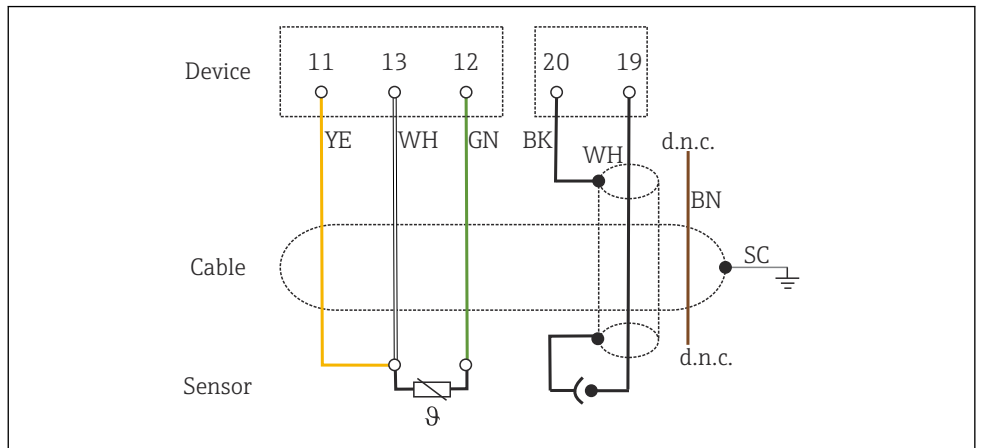 Device 11 13 12 20 19
YE WH GN BK
WH d.n.c.
BN
Cable SC
d.n.c.
Sensor
ϑ